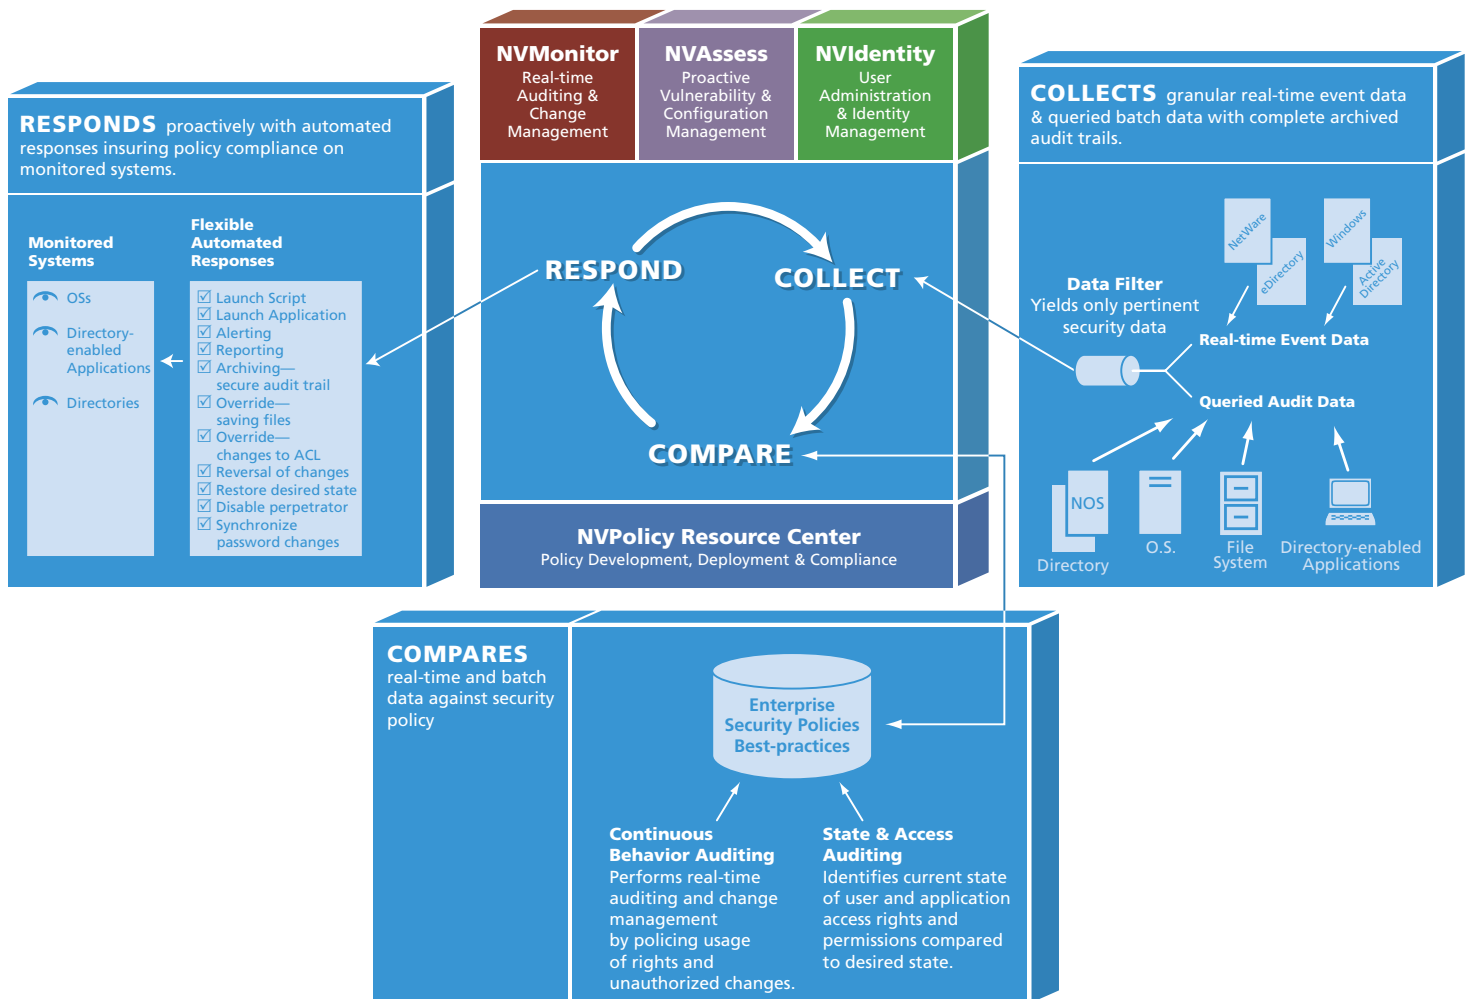 NVMonitor
Real-time
Auditing &
Change
Management
NVAssess
Proactive
Vulnerability &
Configuration
Management
NVIdentity
User
Administration
& Identity
Management
RESPONDS proactively with automated
responses insuring policy compliance on
monitored systems.
Monitored
Systems
OSs
Directory-
enabled
Applications
Directories
Flexible
Automated
Responses
Launch Script
Launch Application
Alerting
Reporting
Archiving—
secure audit trail
Override—
saving files
Override—
changes to ACL
Reversal of changes
Restore desired state
Disable perpetrator
Synchronize
password changes
RESPOND
COLLECT
COMPARE
NVPolicy Resource Center
Policy Development, Deployment & Compliance
COLLECTS granular real-time event data
& queried batch data with complete archived
audit trails.
NetWare
eDirectory
Windows
Active
Directory
Data Filter
Yields only pertinent
security data
Real-time Event Data
Queried Audit Data
NOS
Directory
O.S.
File
System
Directory-enabled
Applications
COMPARES
real-time and batch
data against security
policy
Enterprise
Security Policies
Best-practices
Continuous
Behavior Auditing
Performs real-time
auditing and change
management
by policing usage
of rights and
unauthorized changes.
State & Access
Auditing
Identifies current state
of user and application
access rights and
permissions compared
to desired state.